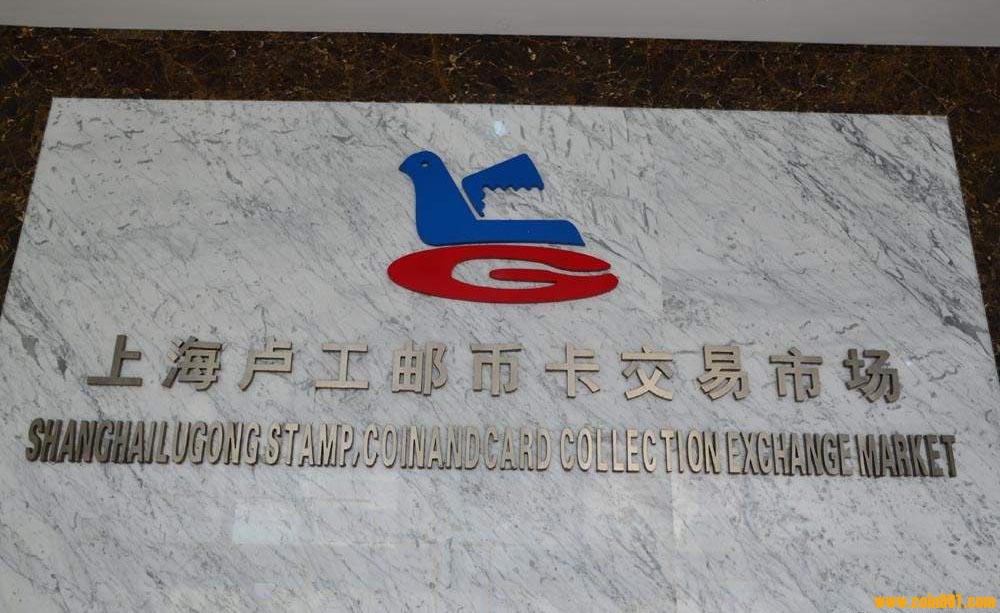 上海卢工邮币卡交易市场
SHANGHAI LUGONG STAMP,COIN AND CARD COLLECTION EXCHANGE MARKET
www.coin001.com